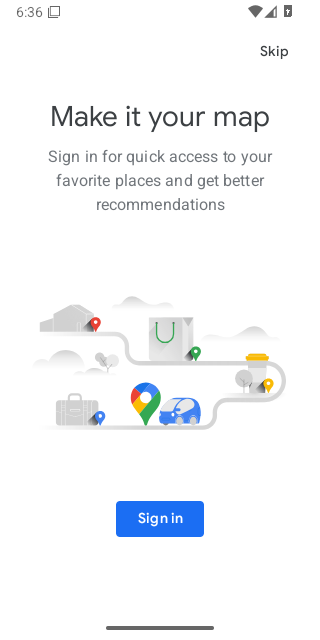 6:36
Skip
Make it your map
Sign in for quick access to your
favorite places and get better
recommendations
Sign in